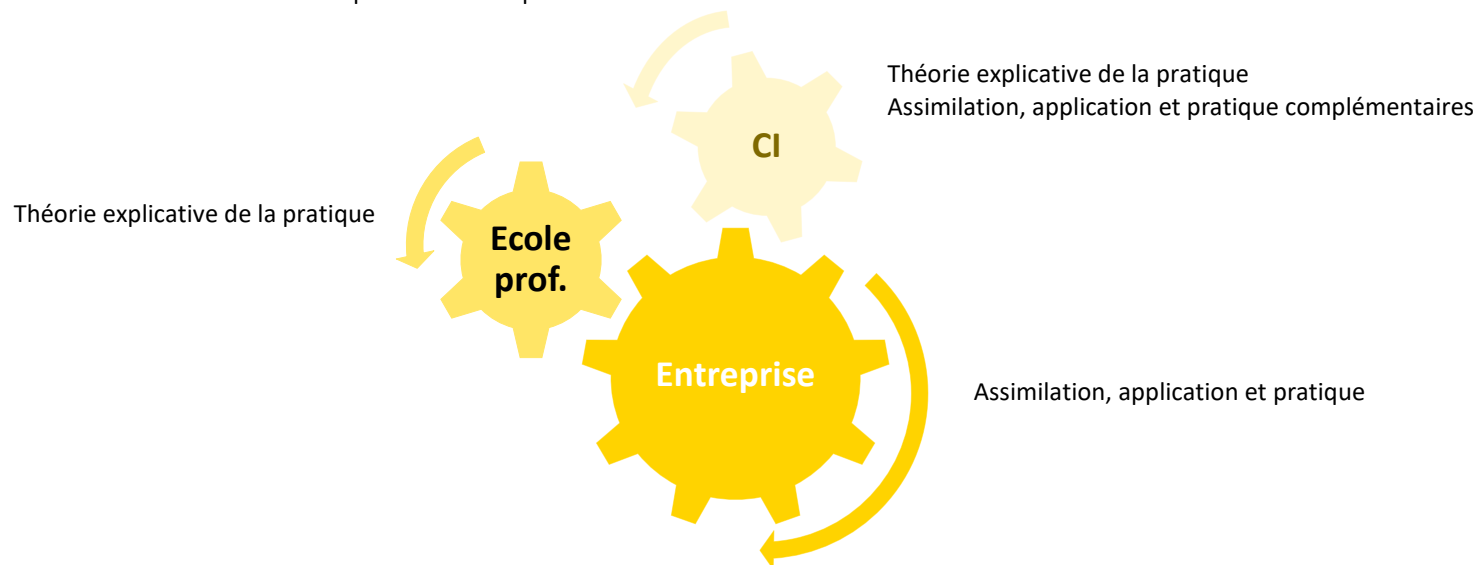 Théorie explicative de la pratique
Assimilation, application et pratique complémentaires
CI
Théorie explicative de la pratique
Ecole
prof.
Entreprise
Assimilation, application et pratique